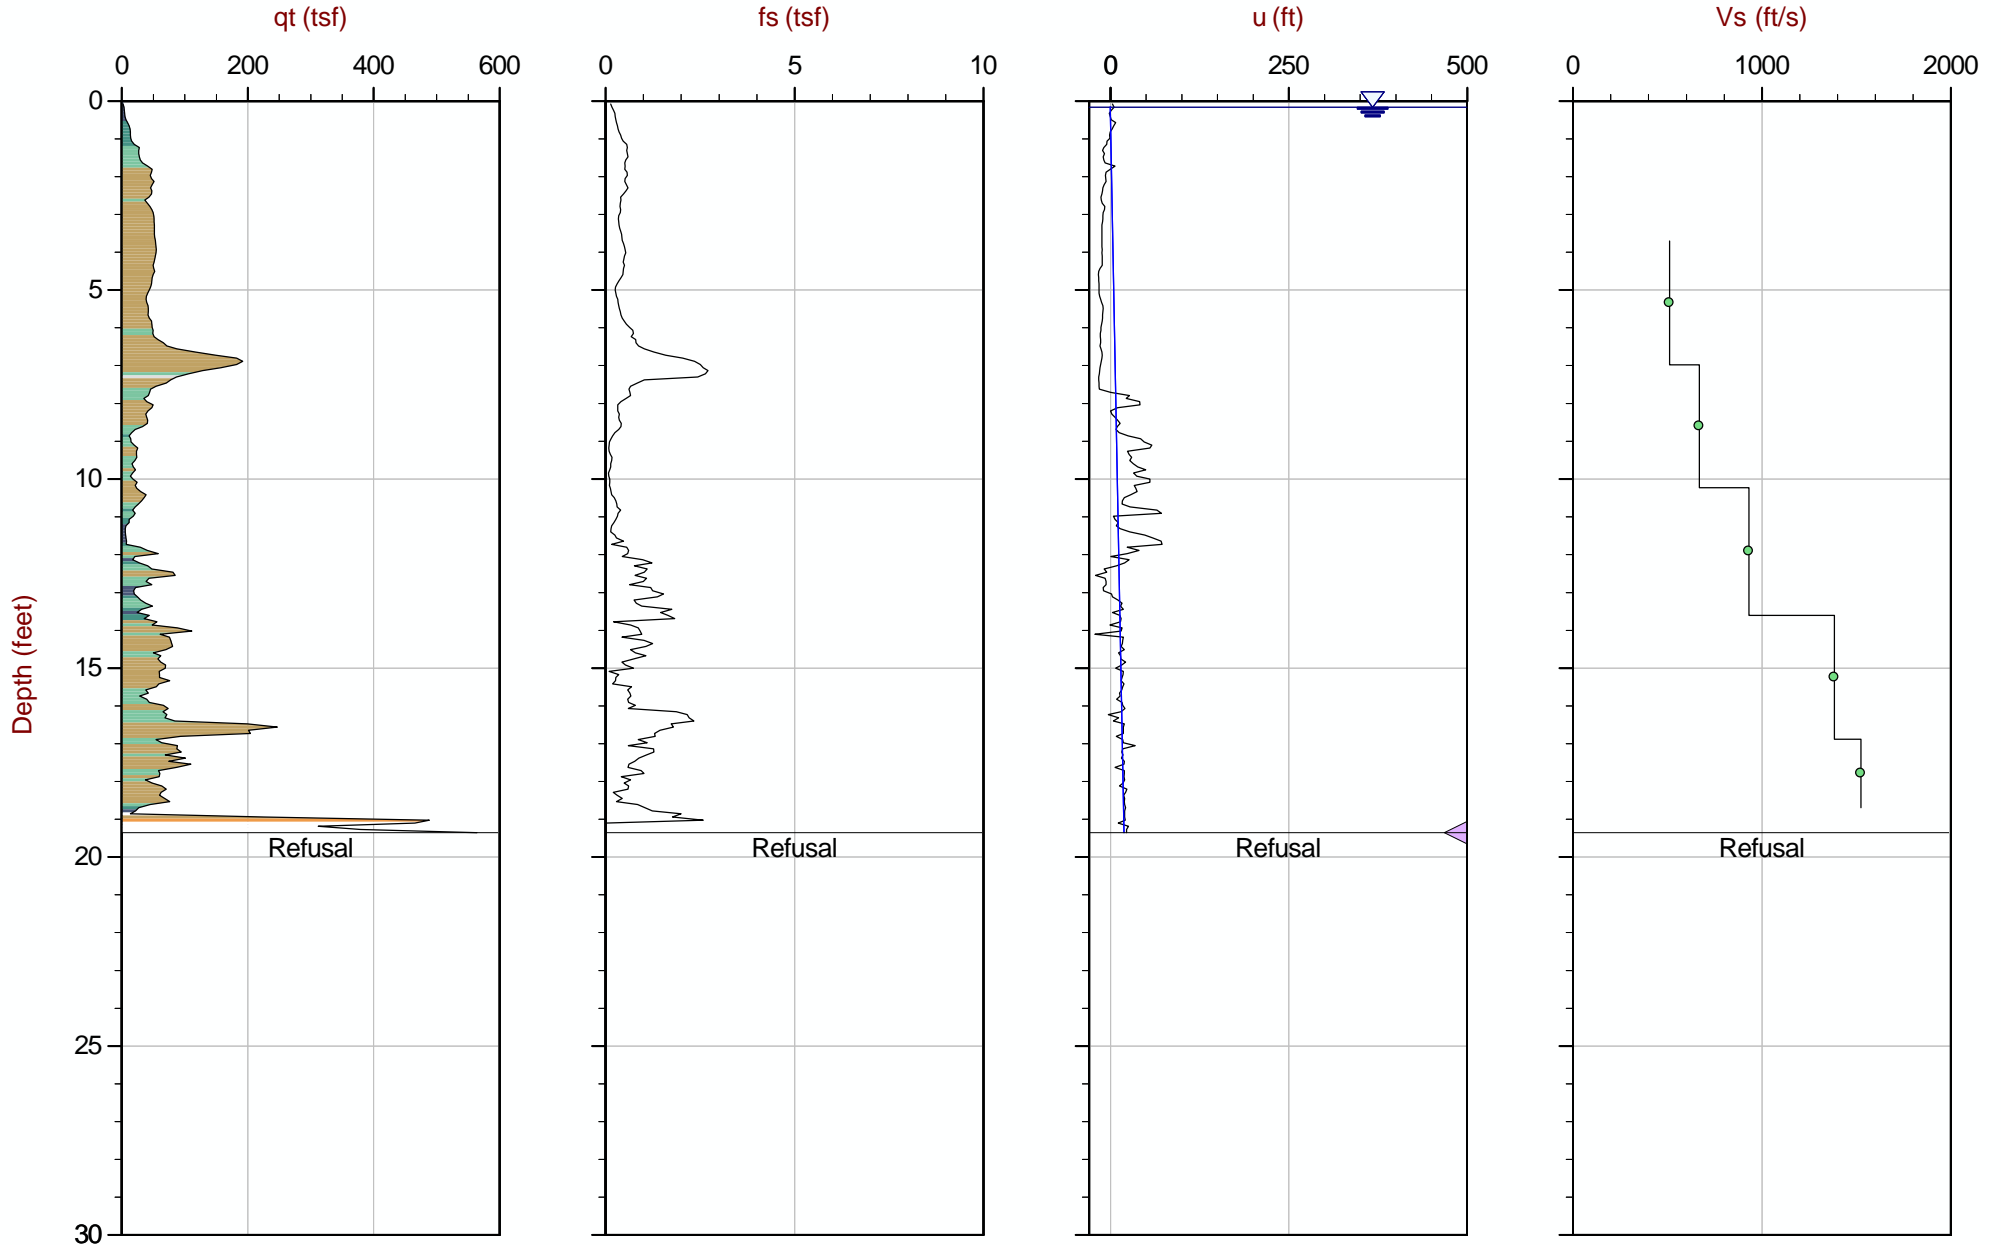 qt (tsf) fs (tsf) u (ft) Vs (ft/s)
0 200 400 600 0 5 10 0 250 500 0 1000 2000
0
5
10
15
20
25
30
Depth (feet)
Refusal Refusal Refusal Refusal